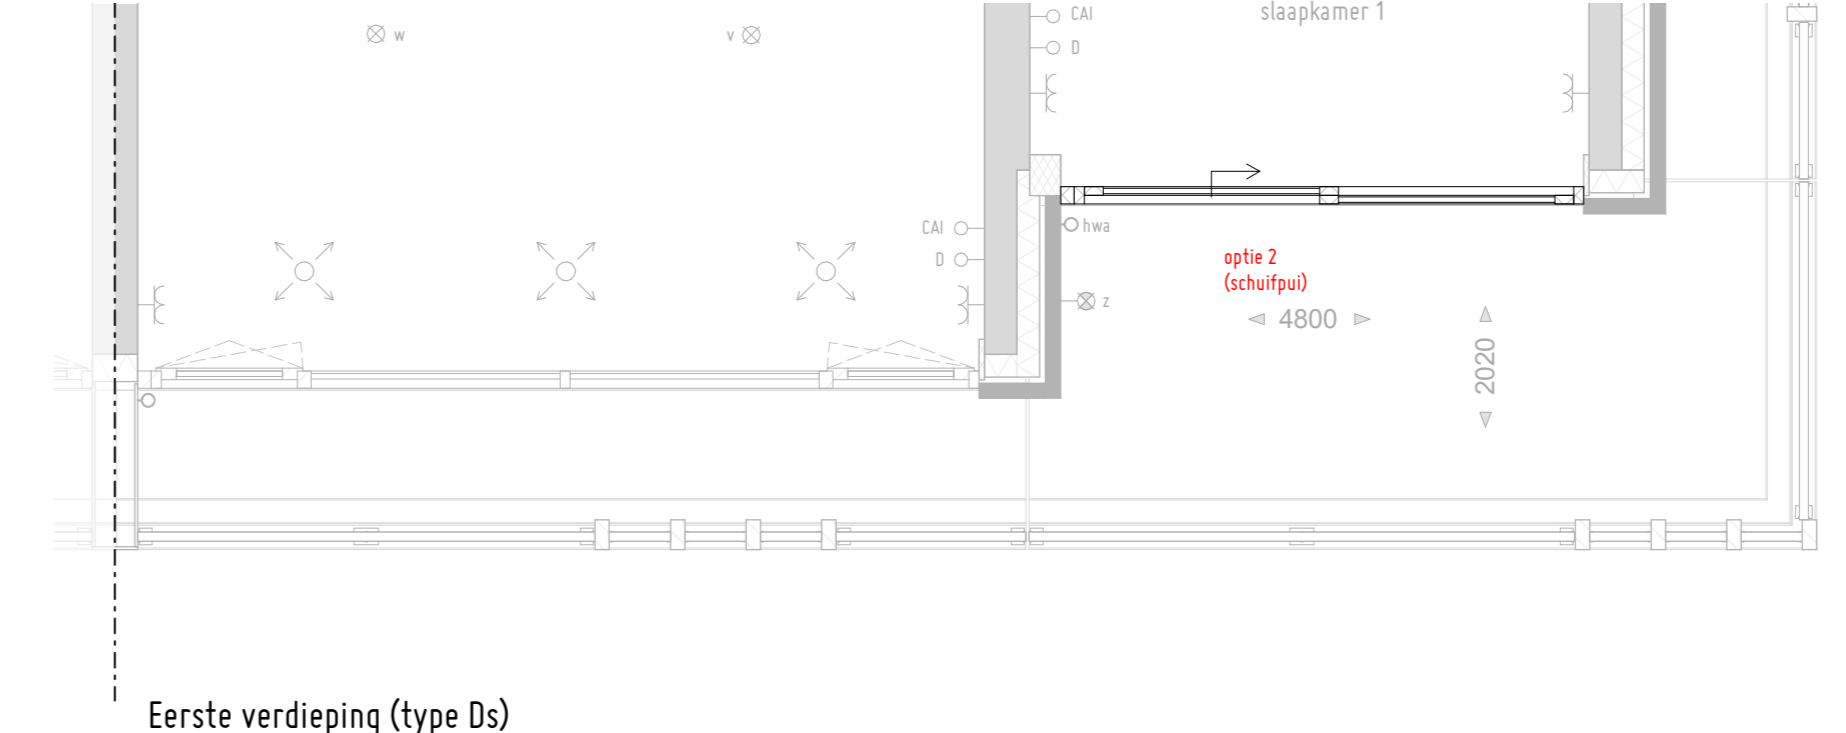 w
v
CAI
D
slaapkamer 1
CAI
D
hwa
z
optie 2
(schuifpui)
4800
2020
Eerste verdieping (type Ds)